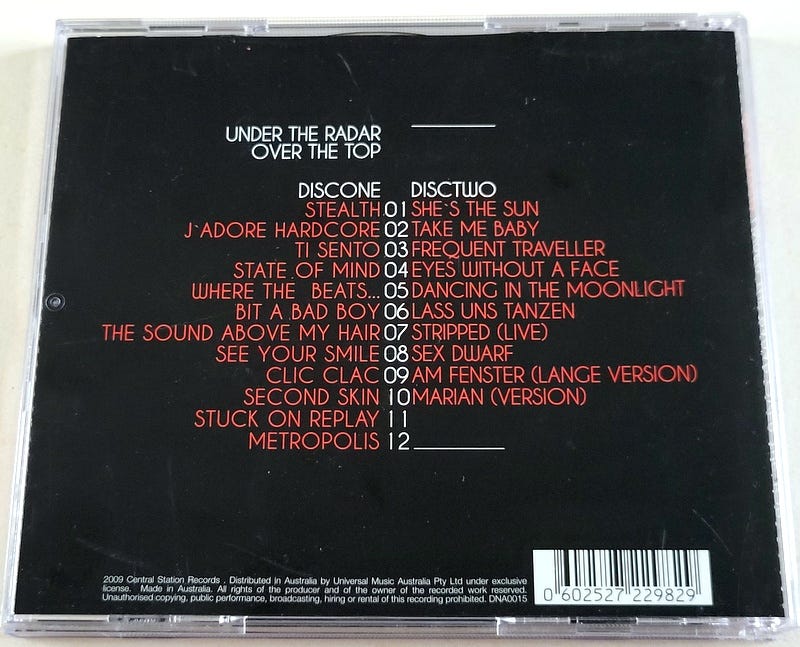 UNDER THE RADAR
OVER THE TOP
DISCONE DISCTWO
STEALTH 01 SHE`S THE SUN
J`ADORE HARDCORE 02 TAKE ME BABY
TI SENTO 03 FREQUENT TRAVELLER
STATE OF MIND 04 EYES WITHOUT A FACE
WHERE THE BEATS... 05 DANCING IN THE MOONLIGHT
BIT A BAD BOY 06 LASS UNS TANZEN
THE SOUND ABOVE MY HAIR 07 STRIPPED (LIVE)
SEE YOUR SMILE 08 SEX DWARF
CLIC CLAC 09 AM FENSTER (LANGE VERSION)
SECOND SKIN 10 MARIAN (VERSION)
STUCK ON REPLAY 11
METROPOLIS 12
2009 Central Station Records . Distributed in Australia by Universal Music Australia Pty Ltd under exclusive
license. Made in Australia. All rights of the producer and of the owner of the recorded work reserved.
Unauthorised copying, public performance, broadcasting, hiring or rental of this recording prohibited. DNA0015
0 602527 229829